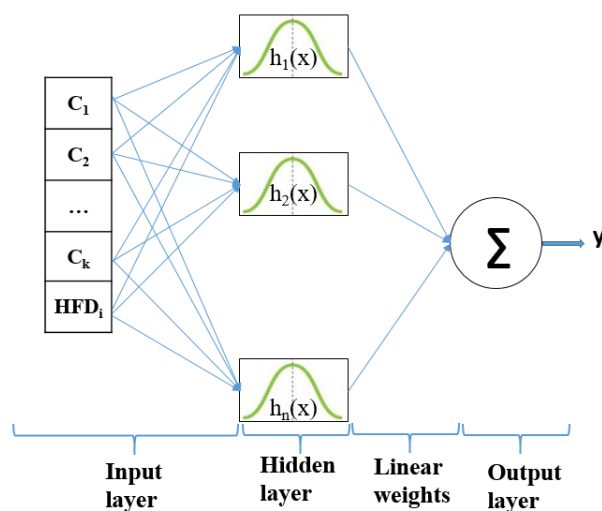 C1
C2
...
Ck
HFDi
h1(x)
h2(x)
hn(x)
Σ
y
Input
layer
Hidden
layer
Linear
weights
Output
layer